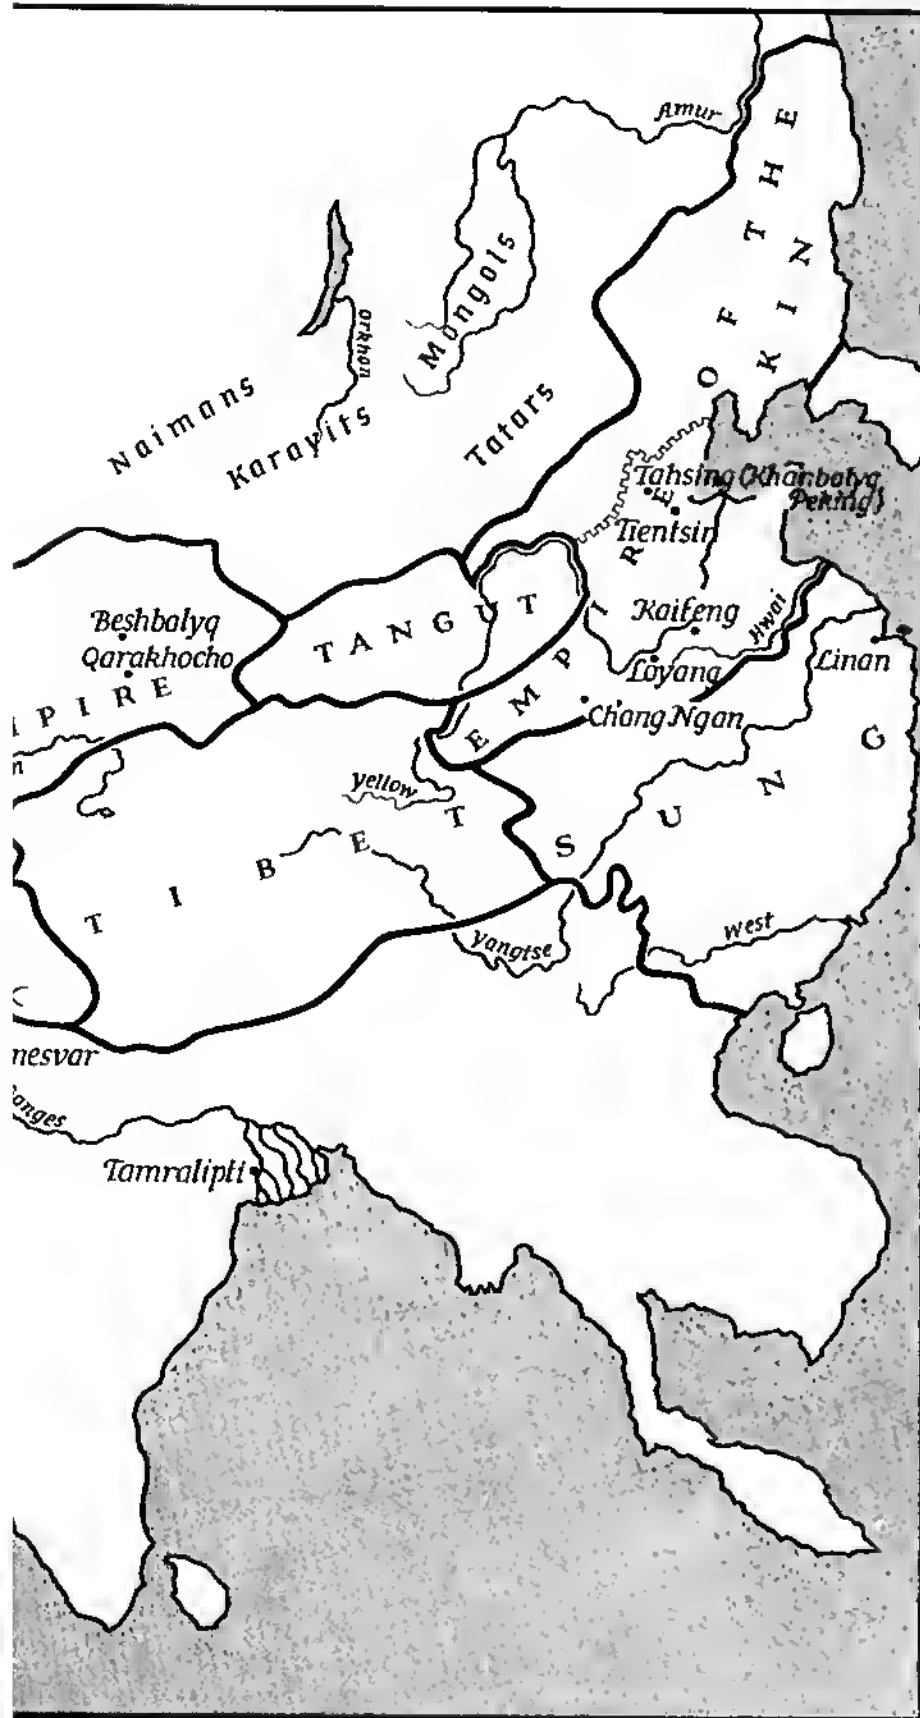 Amur
EMPIRE OF THE KIN
Mongols
Orkhon
Naimans
Karayits
Tatars
Tahsing (Khanbalyq,
Peking)
Tientsin
TANGUT
Beshbalyq
Qarakhocho
Kaifeng
Hwai
Loyang
Linan
Chang Ngan
MPIRE
n
Yellow
TIBET
SUNG
Yangtse
West
nesvar
anges
Tamralipti